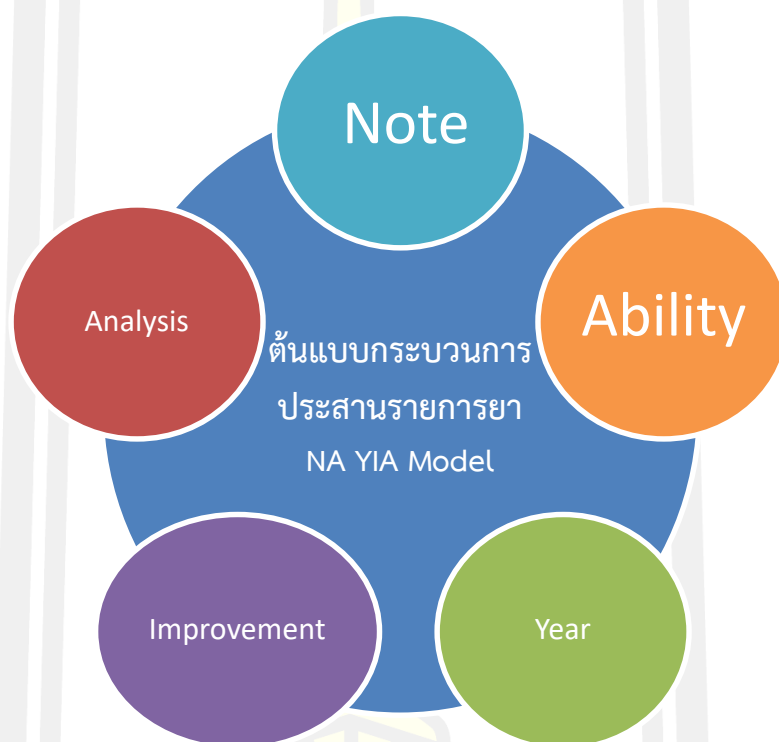 Note
Ability
Analysis
ต้นแบบกระบวนการ
ประสานรายการยา
NA YIA Model
Improvement
Year